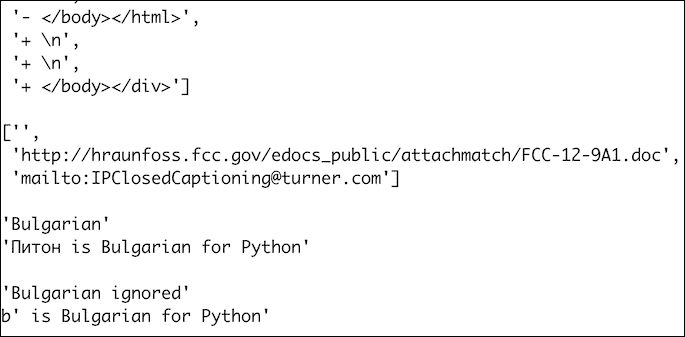 '- </body></html>',
'+ \n',
'+ \n',
'+ </body></div>']
['',
'http://hraunfoss.fcc.gov/edocs_public/attachmatch/FCC-12-9A1.doc',
'mailto:IPClosedCaptioning@turner.com']
'Bulgarian'
'Питон is Bulgarian for Python'
'Bulgarian ignored'
b' is Bulgarian for Python'